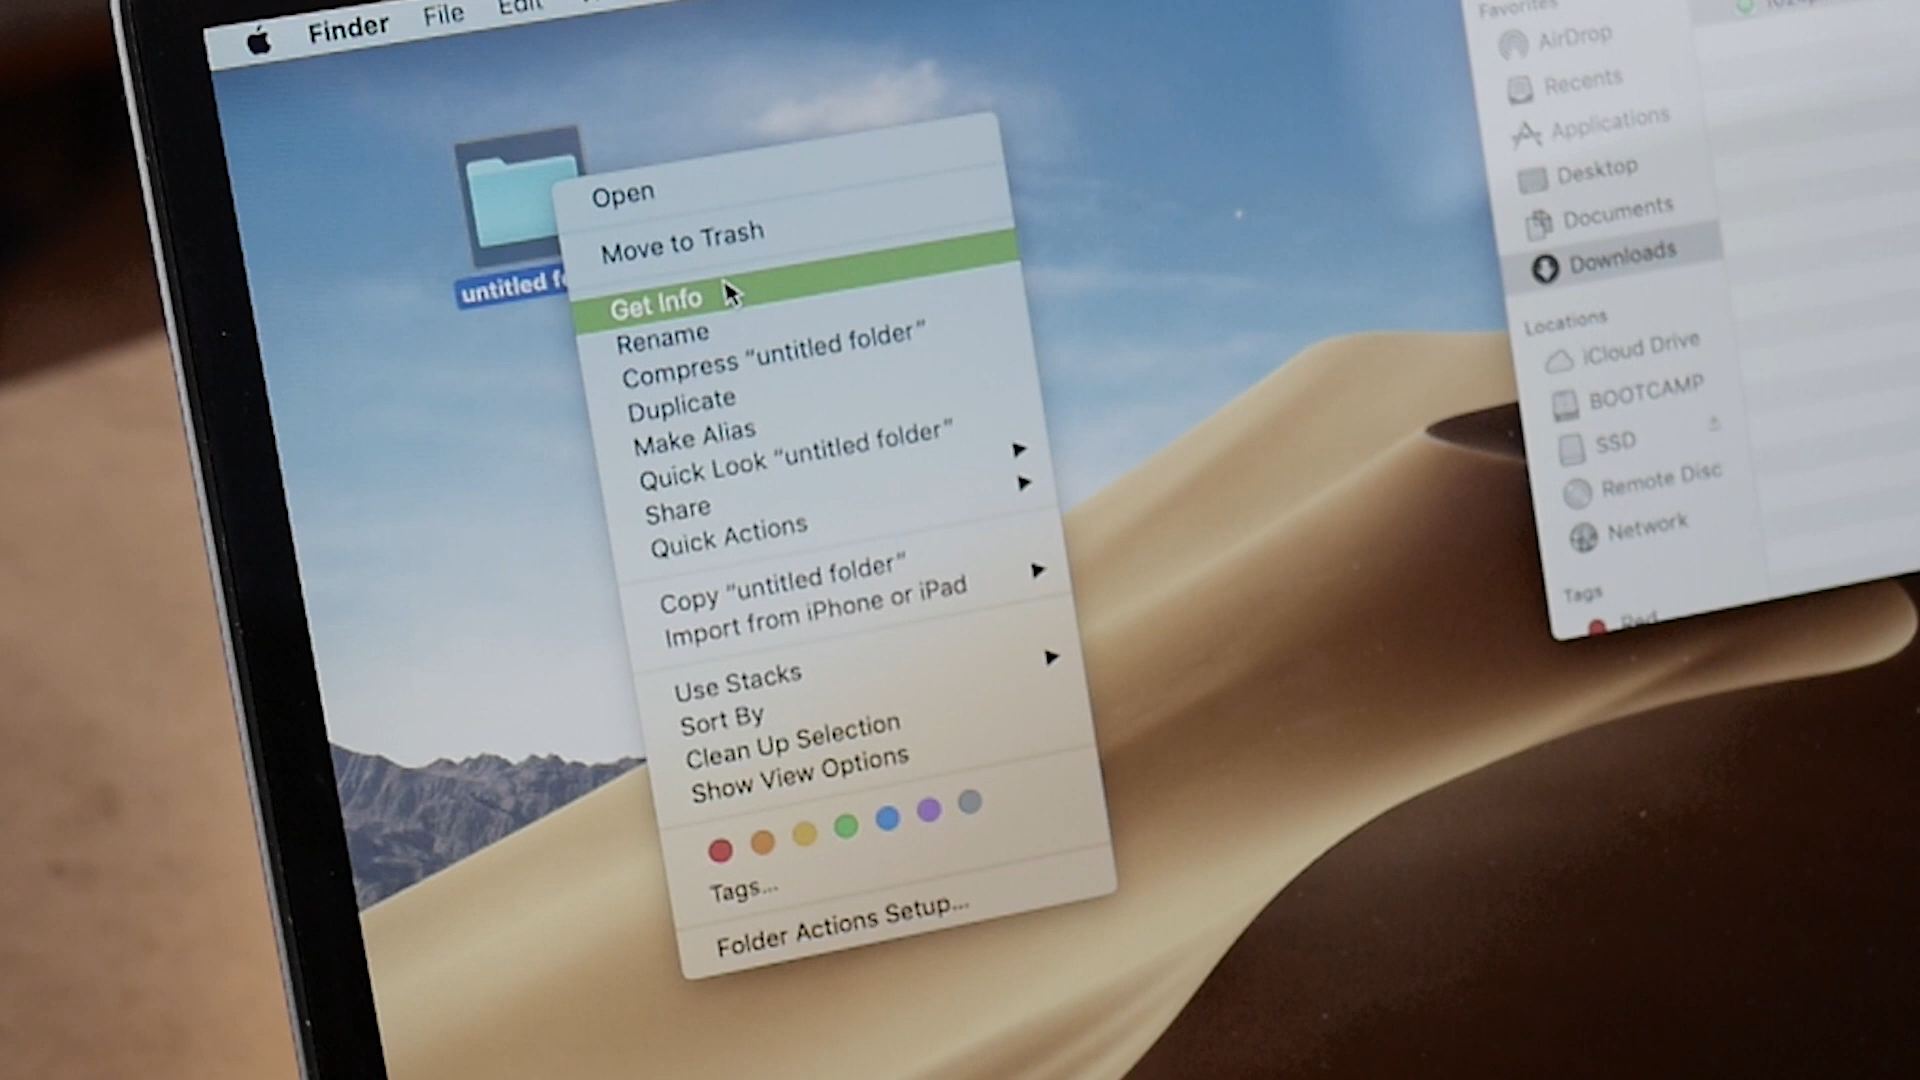 Finder File Edit
untitled
Open
Move to Trash
Get Info
Rename
Compress “untitled folder”
Duplicate
Make Alias
Quick Look “untitled folder”
Share
Quick Actions
Copy “untitled folder”
Import from iPhone or iPad
Use Stacks
Sort By
Clean Up Selection
Show View Options
Tags...
Folder Actions Setup...
Favorites
AirDrop
Recents
Applications
Desktop
Documents
Downloads
Locations
iCloud Drive
BOOTCAMP
SSD
Remote Disc
Network
Tags
Red